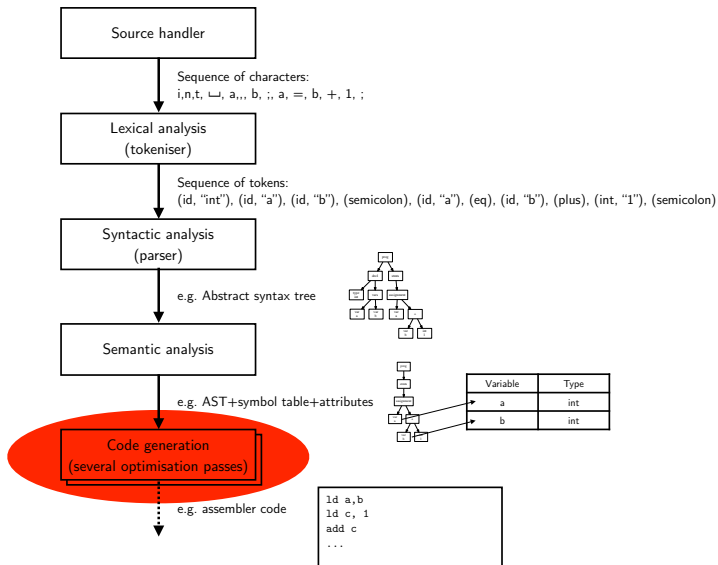 Source handler
Sequence of characters:
i,n,t, ⎵, a,,, b, ;, a, =, b, +, 1, ;
Lexical analysis
(tokeniser)
Sequence of tokens:
(id, “int”), (id, “a”), (id, “b”), (semicolon), (id, “a”), (eq), (id, “b”), (plus), (int, “1”), (semicolon)
Syntactic analysis
(parser)
e.g. Abstract syntax tree
prog
Semantic analysis
prog
e.g. AST+symbol table+attributes
Variable Type
a int
b int
Code generation
(several optimisation passes)
e.g. assembler code
ld a,b
ld c, 1
add c
...